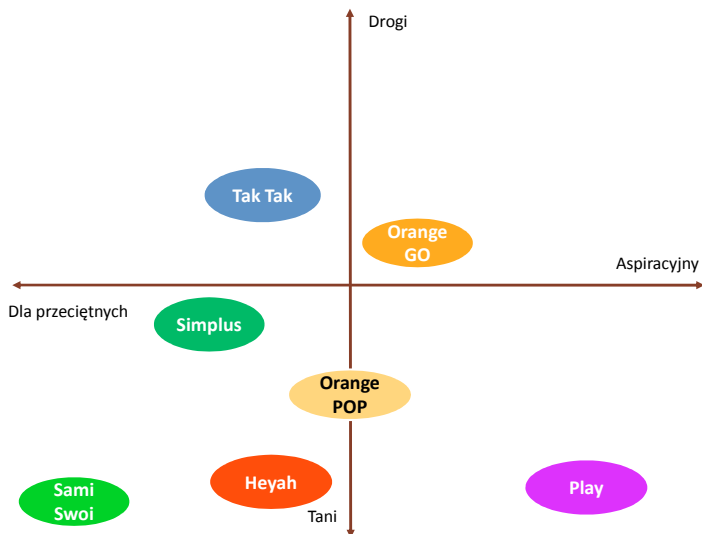 Drogi
Tak Tak
Orange
GO
Aspiracyjny
Dla przeciętnych
Simplus
Orange
POP
Heyah
Sami
Swoi
Play
Tani